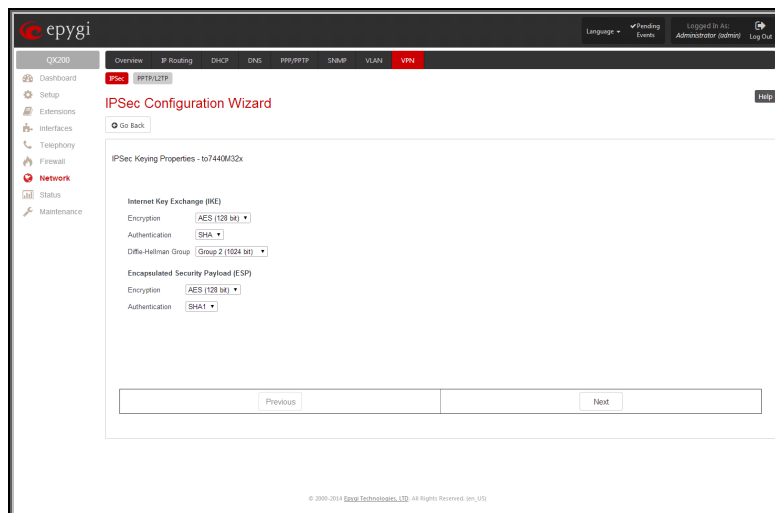 epygi
Language
Pending Events
Logged In As:
Administrator (admin)
Log Out
QX200
Overview IP Routing DHCP DNS PPP/PPTP SNMP VLAN VPN
Dashboard
Setup
Extensions
Interfaces
Telephony
Firewall
Network
Status
Maintenance
IPSec PPTP/L2TP
IPSec Configuration Wizard
Help
Go Back
IPSec Keying Properties - to7440M32x
Internet Key Exchange (IKE)
Encryption AES (128 bit)
Authentication SHA
Diffie-Hellman Group Group 2 (1024 bit)
Encapsulated Security Payload (ESP)
Encryption AES (128 bit)
Authentication SHA1
Previous Next
© 2000-2014 Epygi Technologies, LTD. All Rights Reserved. (en_US)